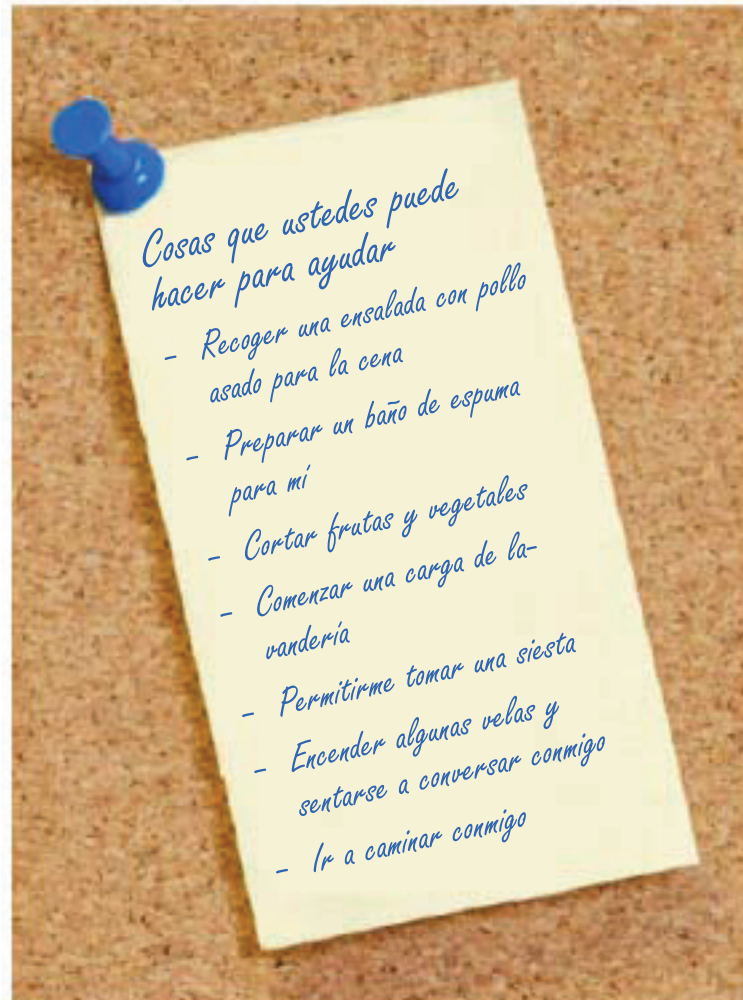 Cosas que ustedes puede
hacer para ayudar
- Recoger una ensalada con pollo
asado para la cena
- Preparar un baño de espuma
para mí
- Cortar frutas y vegetales
- Comenzar una carga de la-
vandería
- Permitirme tomar una siesta
- Encender algunas velas y
sentarse a conversar conmigo
- Ir a caminar conmigo